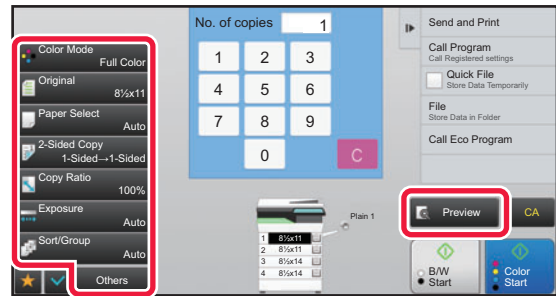 No. of copies 1
Color Mode
Full Color
Original
8½x11
Paper Select
Auto
2-Sided Copy
1-Sided→1-Sided
Copy Ratio
100%
Exposure
Auto
Sort/Group
Auto
Others
1 2 3
4 5 6
7 8 9
0 C
Plain 1
1 8½x11
2 8½x11
3 8½x14
4 8½x14
Send and Print
Call Program
Call Registered settings
Quick File
Store Data Temporarily
File
Store Data in Folder
Call Eco Program
Preview CA
B/W
Start
Color
Start